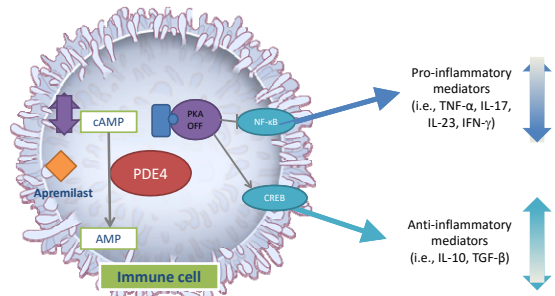 cAMP
Apremilast
PDE4
AMP
Immune cell
PKA
OFF
NF-κB
CREB
Pro-inflammatory
mediators
(i.e., TNF-α, IL-17,
IL-23, IFN-γ)
Anti-inflammatory
mediators
(i.e., IL-10, TGF-β)